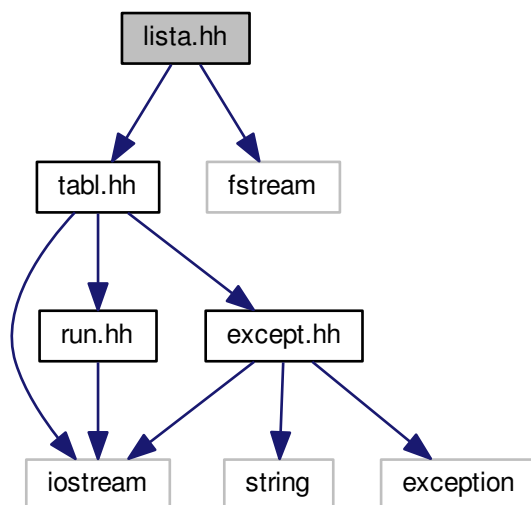 lista.hh
tabl.hh
fstream
run.hh
except.hh
iostream
string
exception